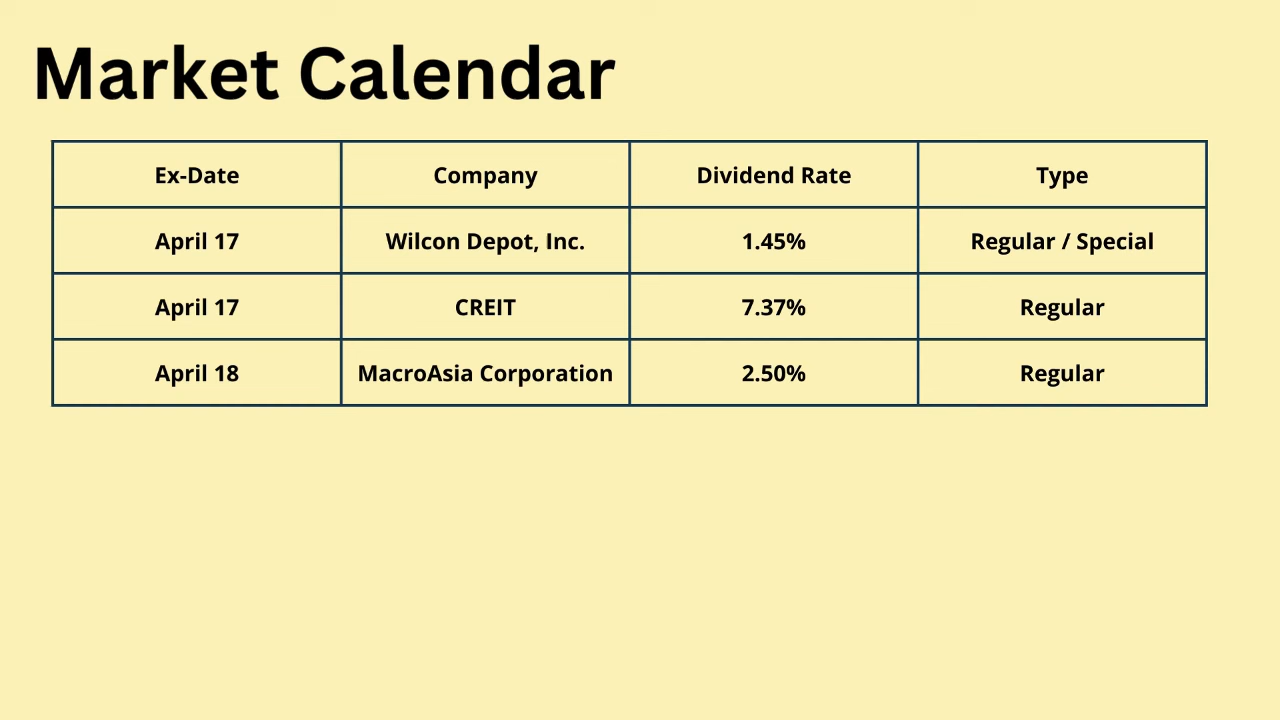 Market Calendar
Ex-Date Company Dividend Rate Type
April 17 Wilcon Depot, Inc. 1.45% Regular / Special
April 17 CREIT 7.37% Regular
April 18 MacroAsia Corporation 2.50% Regular